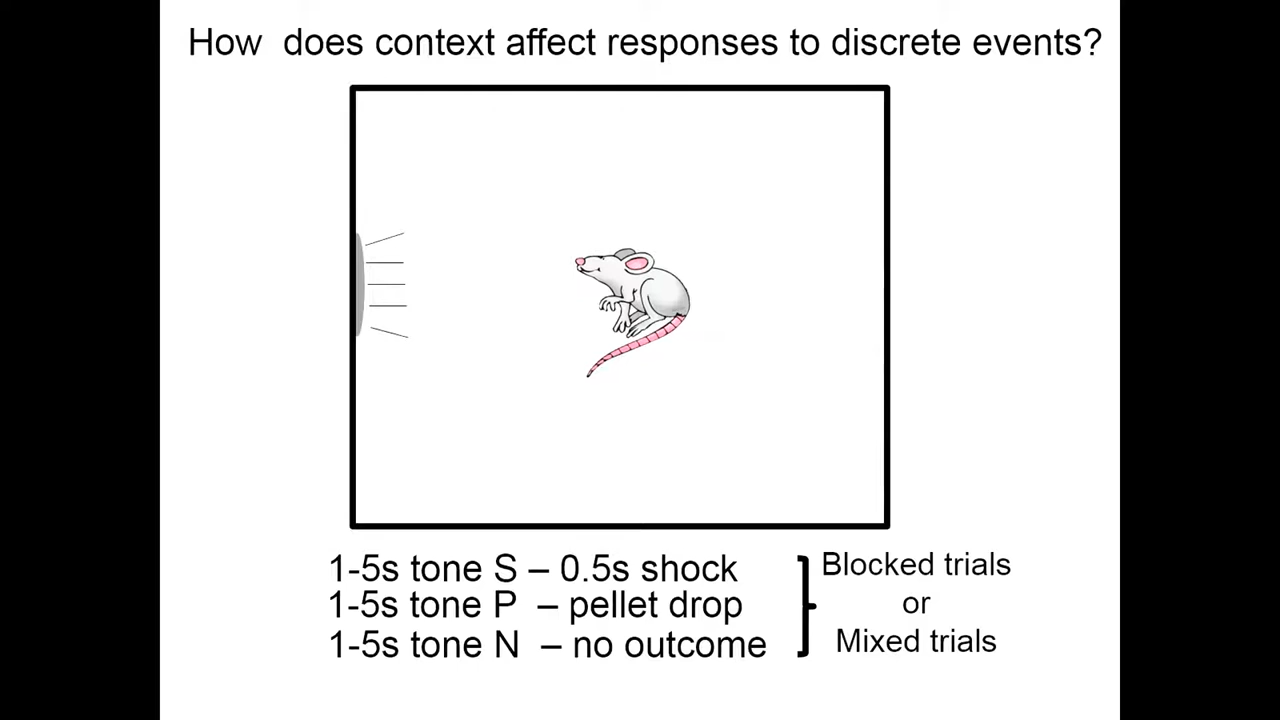 How does context affect responses to discrete events?
1-5s tone S – 0.5s shock
1-5s tone P – pellet drop
1-5s tone N – no outcome
Blocked trials
or
Mixed trials